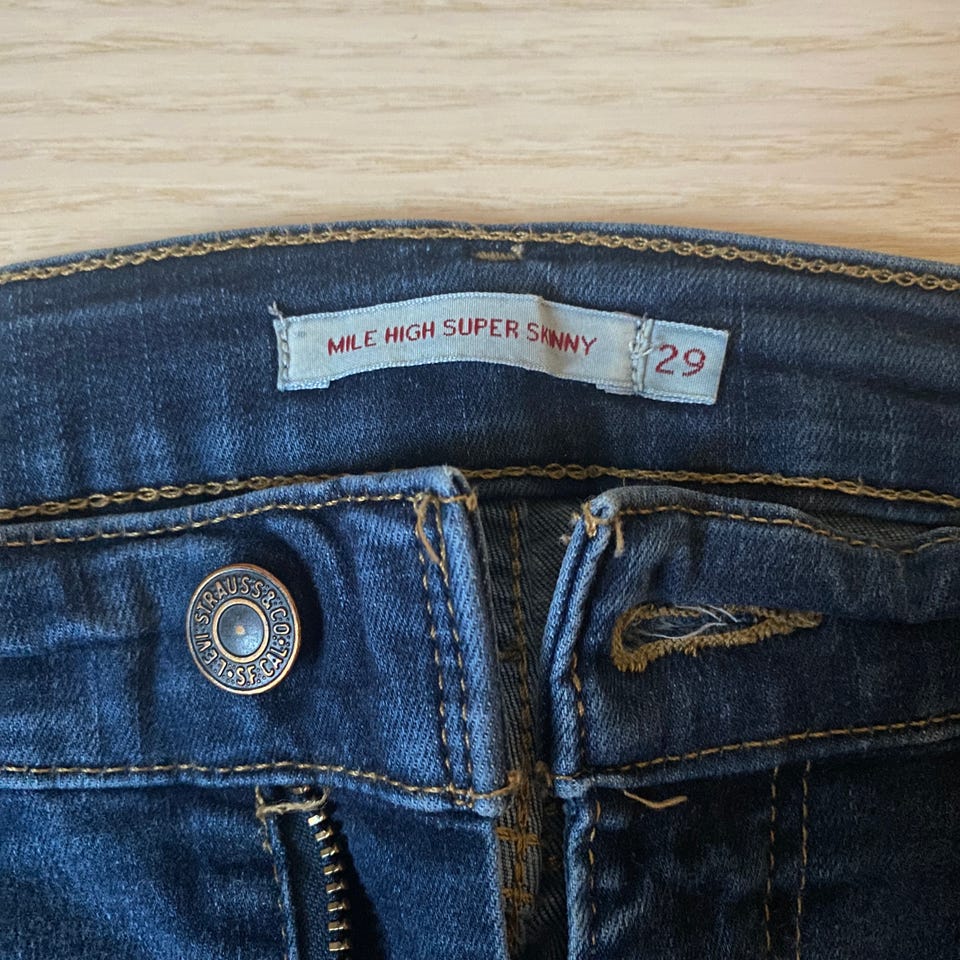 MILE HIGH SUPER SKINNY
29
LEVI STRAUSS & CO. S.F. CAL.